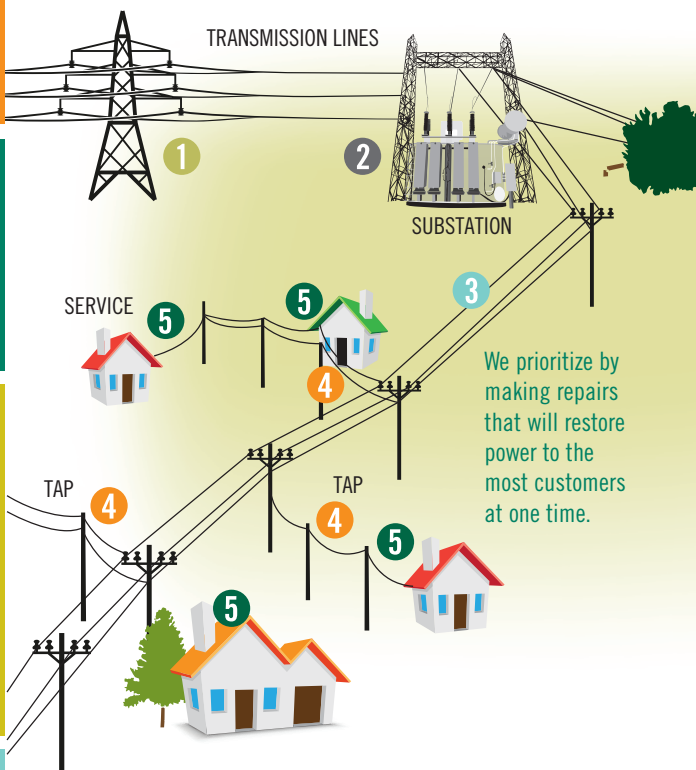 TRANSMISSION LINES
1
2
SUBSTATION
3
SERVICE
5
5
4
We prioritize by
making repairs
that will restore
power to the
most customers
at one time.
TAP
4
TAP
4
5
5